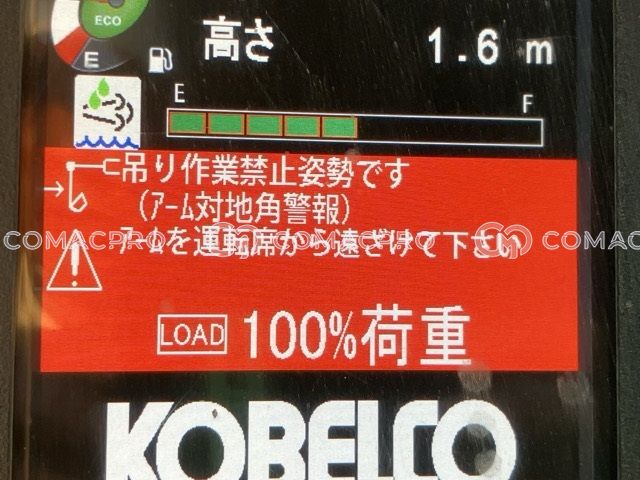 ECO
E
高さ 1.6 m
E F
吊り作業禁止姿勢です
(ｱｰﾑ対地角警報)
COMACPRO COMACPRO COMACPRO
ｱｰﾑを運転席から遠ざけて下さい
LOAD 100%荷重
KOBELCO